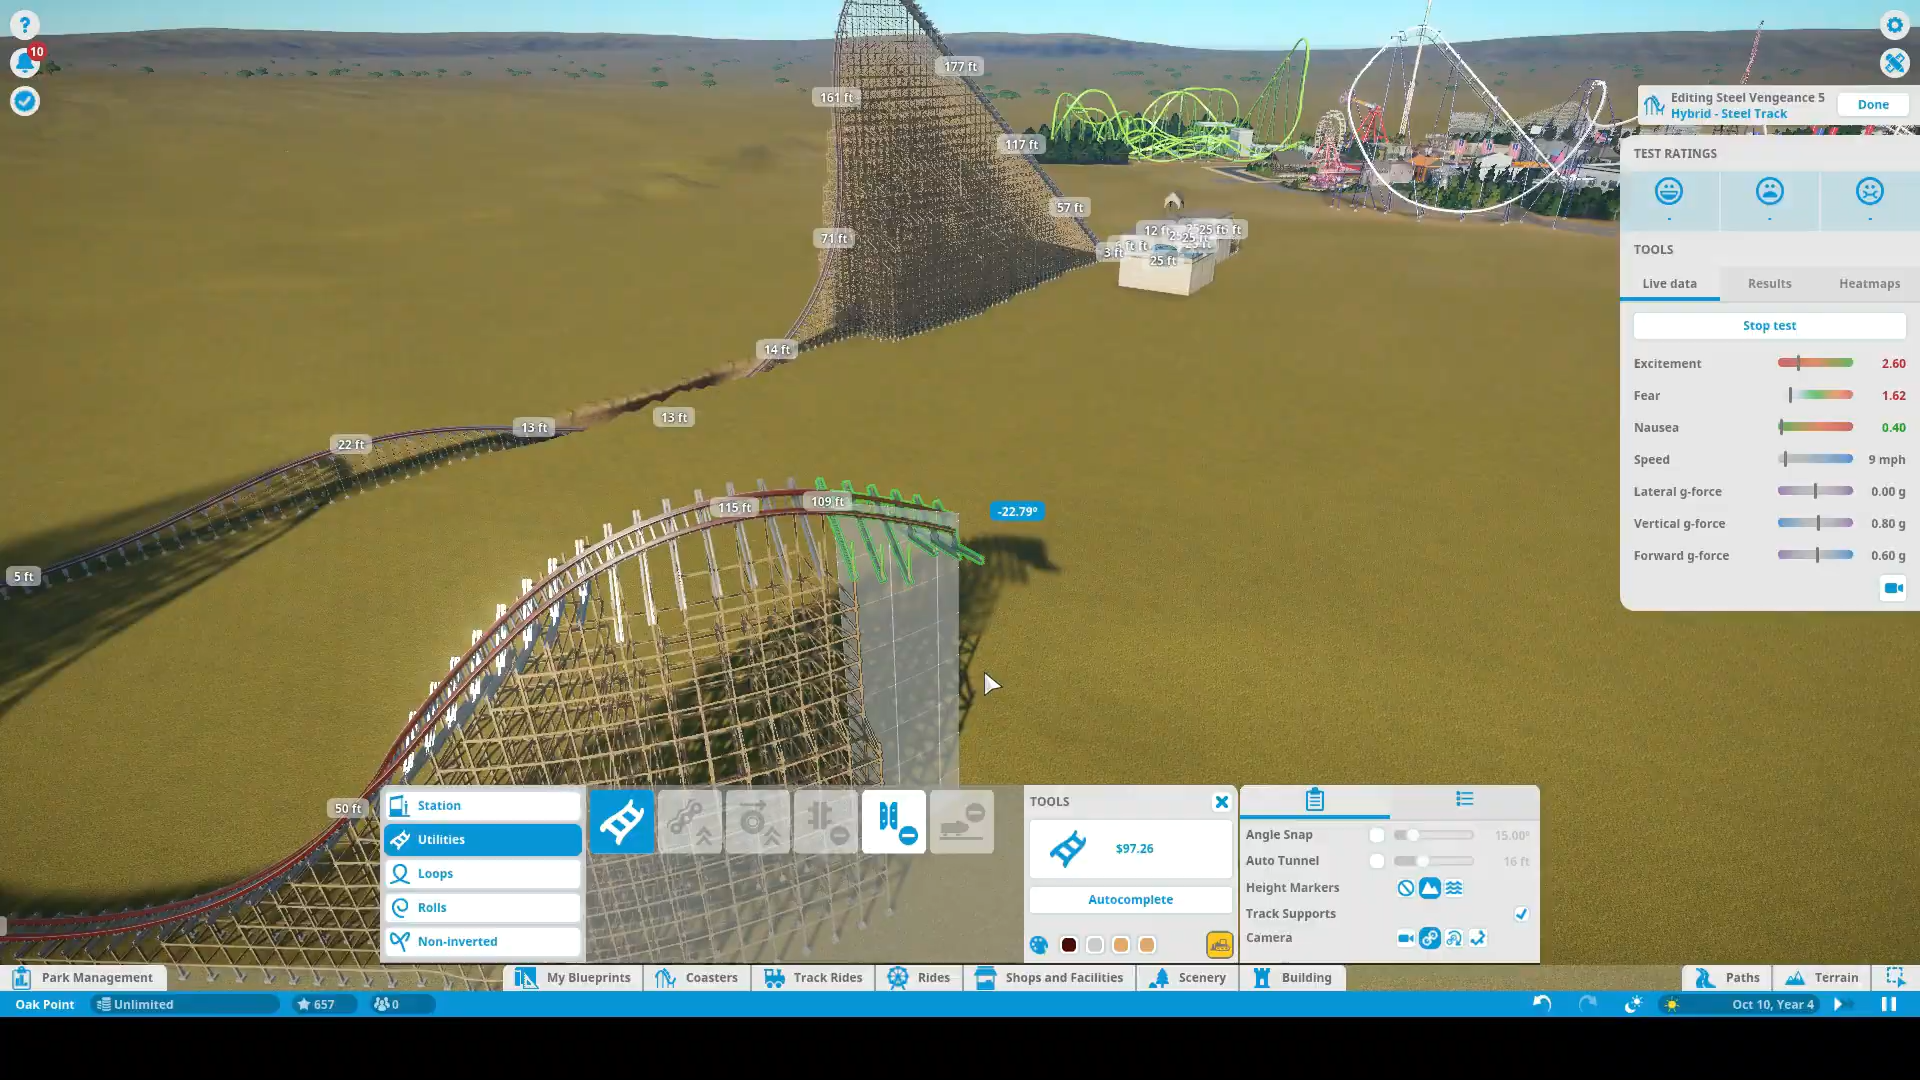 ?
10
177 ft
161 ft
117 ft
57 ft
71 ft
12 ft
25 ft
3 ft
25 ft
14 ft
13 ft
13 ft
22 ft
5 ft
115 ft
109 ft
-22.79°
50 ft
Editing Steel Vengeance 5
Hybrid - Steel Track
Done
TEST RATINGS
- - -
TOOLS
Live data Results Heatmaps
Stop test
Excitement 2.60
Fear 1.62
Nausea 0.40
Speed 9 mph
Lateral g-force 0.00 g
Vertical g-force 0.80 g
Forward g-force 0.60 g
Station
Utilities
Loops
Rolls
Non-inverted
TOOLS
$97.26
Autocomplete
Angle Snap 15.00°
Auto Tunnel 16 ft
Height Markers
Track Supports
Camera
Park Management My Blueprints Coasters Track Rides Rides Shops and Facilities Scenery Building Paths Terrain
Oak Point Unlimited 657 0 Oct 10, Year 4